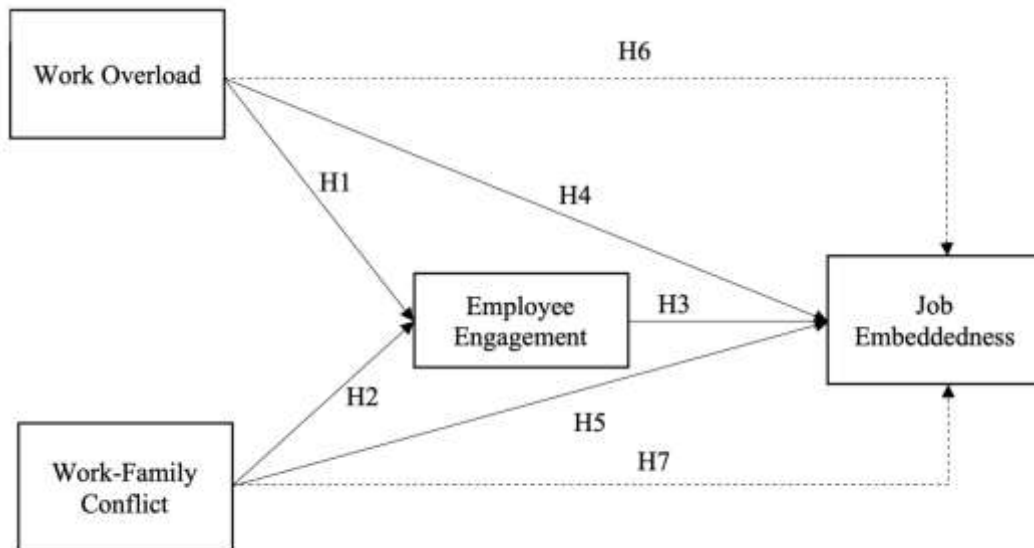 Work Overload
H6
H1
H4
Employee
Engagement
H3
Job
Embeddedness
H2
H5
H7
Work-Family
Conflict